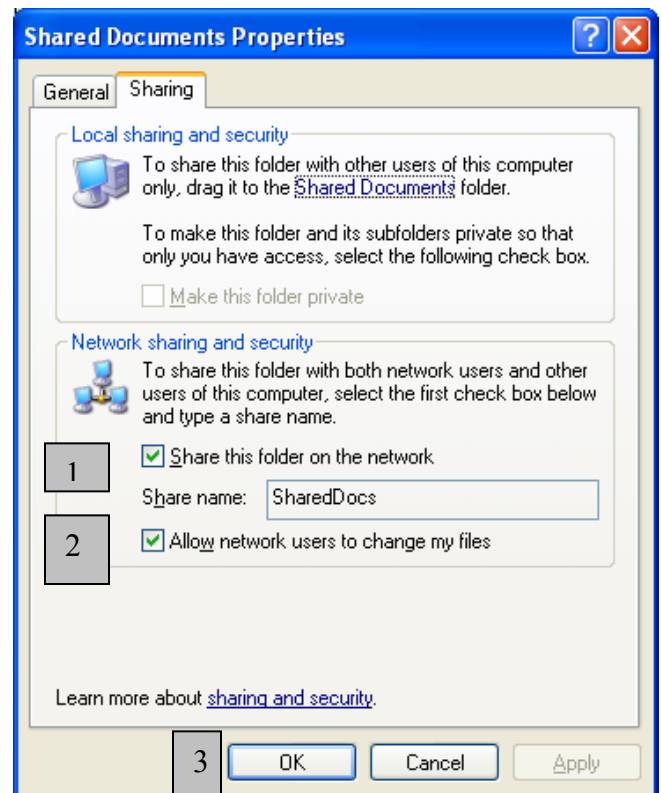 Shared Documents Properties
General Sharing
Local sharing and security
To share this folder with other users of this computer
only, drag it to the Shared Documents folder.
To make this folder and its subfolders private so that
only you have access, select the following check box.
Make this folder private
Network sharing and security
To share this folder with both network users and other
users of this computer, select the first check box below
and type a share name.
1 Share this folder on the network
Share name: SharedDocs
2 Allow network users to change my files
Learn more about sharing and security.
3 OK Cancel Apply